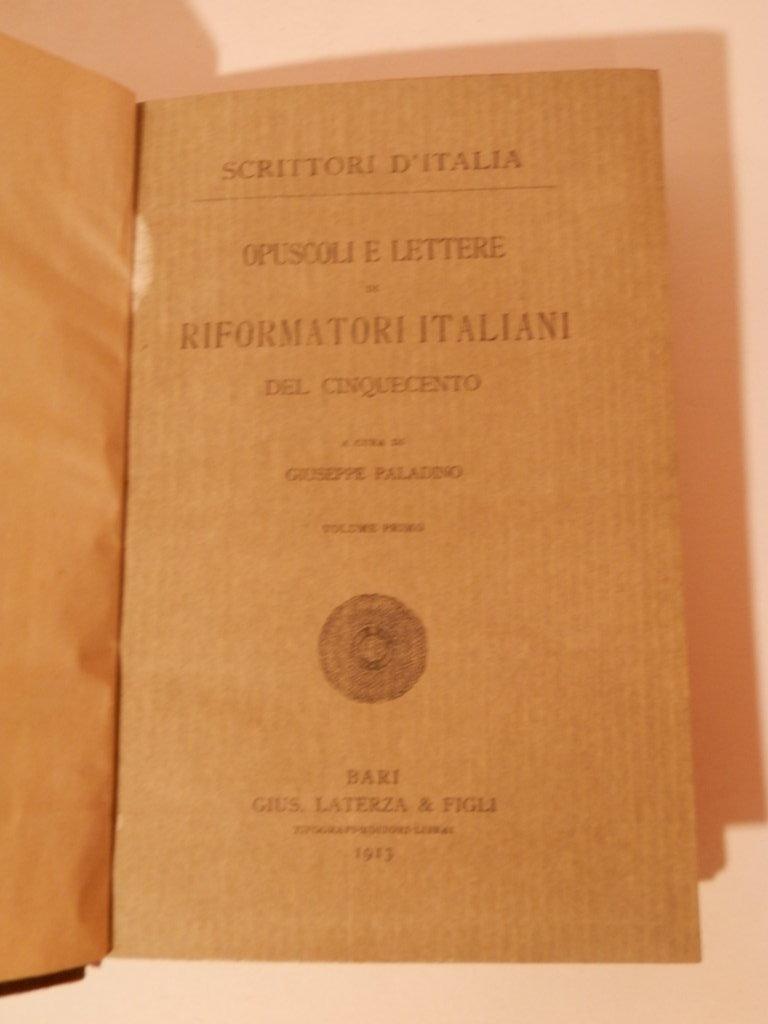 SCRITTORI D'ITALIA
OPUSCOLI E LETTERE
DI
RIFORMATORI ITALIANI
DEL CINQUECENTO
A CURA DI
GIUSEPPE PALADINO
VOLUME PRIMO
BARI
GIUS. LATERZA & FIGLI
TIPOGRAFI-EDITORI-LIBRAI
1913